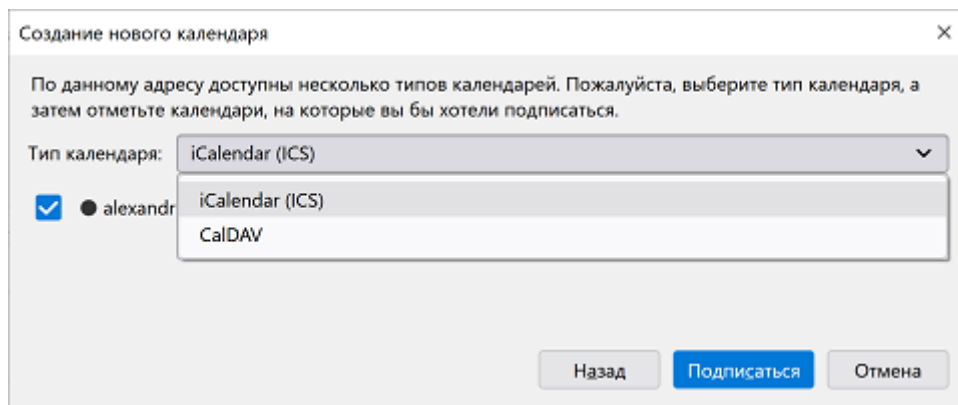 Создание нового календаря
По данному адресу доступны несколько типов календарей. Пожалуйста, выберите тип календаря, а
затем отметьте календари, на которые вы бы хотели подписаться.
Тип календаря: iCalendar (ICS)
alexandr
iCalendar (ICS)
CalDAV
Назад Подписаться Отмена